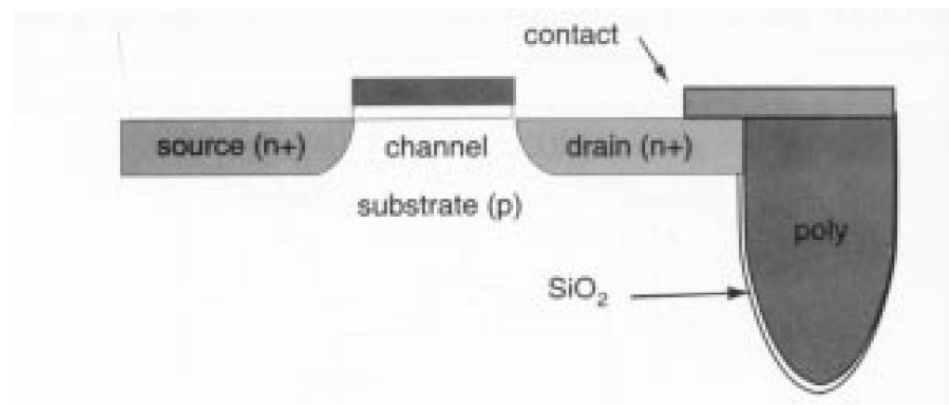 contact
source (n+)
channel
drain (n+)
substrate (p)
poly
SiO₂